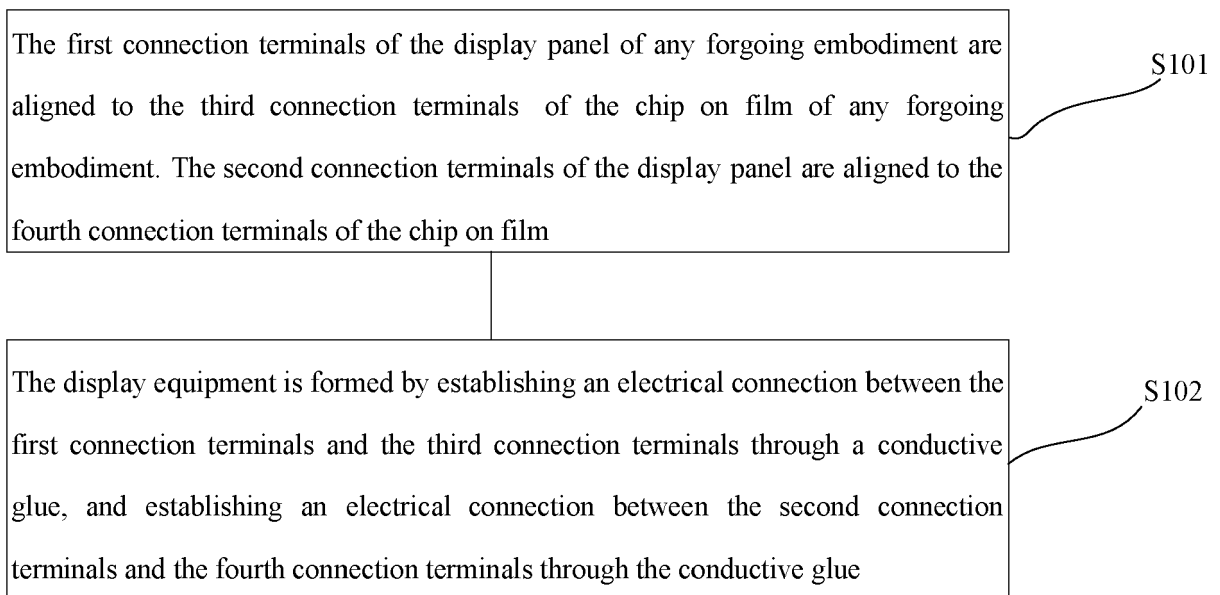 The first connection terminals of the display panel of any forgoing embodiment are
aligned to the third connection terminals of the chip on film of any forgoing
embodiment. The second connection terminals of the display panel are aligned to the
fourth connection terminals of the chip on film
S101
The display equipment is formed by establishing an electrical connection between the
first connection terminals and the third connection terminals through a conductive
glue, and establishing an electrical connection between the second connection
terminals and the fourth connection terminals through the conductive glue
S102